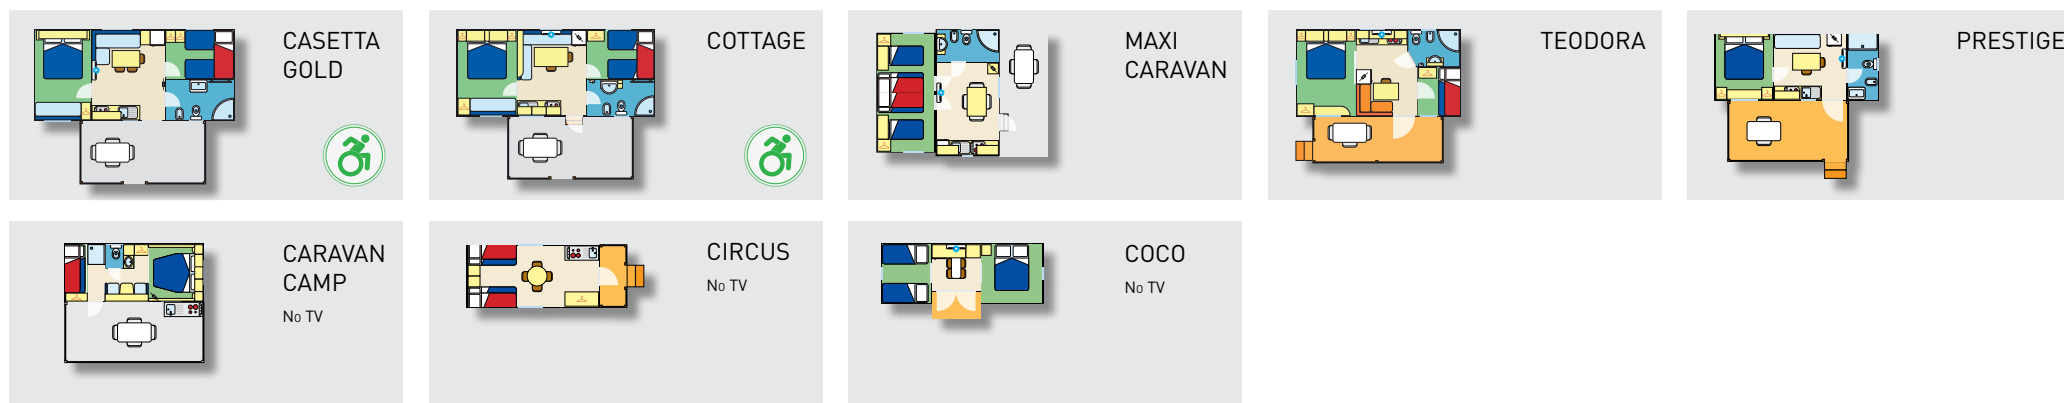 CASETTA
GOLD
COTTAGE
MAXI
CARAVAN
TEODORA
PRESTIGE
CARAVAN
CAMP
No TV
CIRCUS
No TV
COCO
No TV